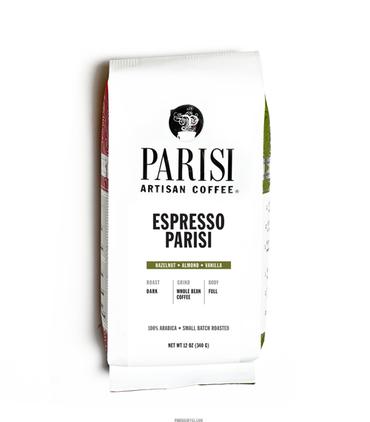 PARISI
ARTISAN COFFEE®
ESPRESSO
PARISI
HAZELNUT • ALMOND • VANILLA
ROAST GRIND BODY
DARK WHOLE BEAN FULL
COFFEE
100% ARABICA • SMALL BATCH ROASTED
NET WT 12 OZ (340 G)